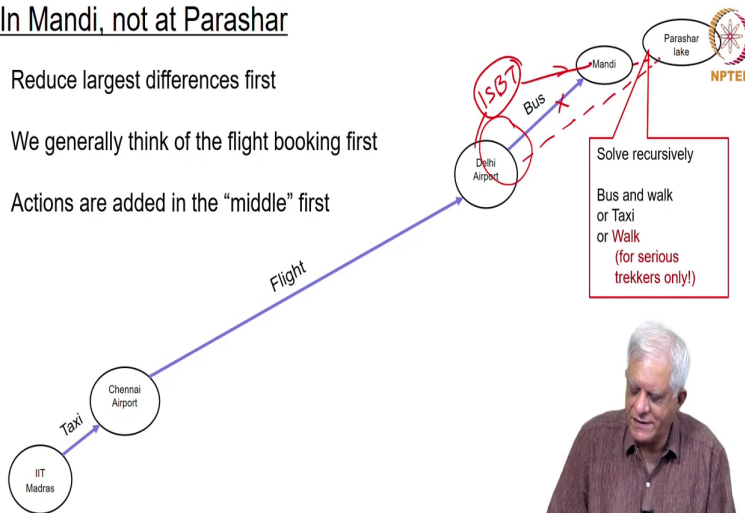 In Mandi, not at Parashar
Reduce largest differences first
We generally think of the flight booking first
Actions are added in the “middle” first
Parashar
lake
NPTEL
Mandi
ISBT
Bus
Delhi
Airport
Solve recursively
Bus and walk
or Taxi
or Walk
(for serious
trekkers only!)
Flight
Chennai
Airport
Taxi
IIT
Madras